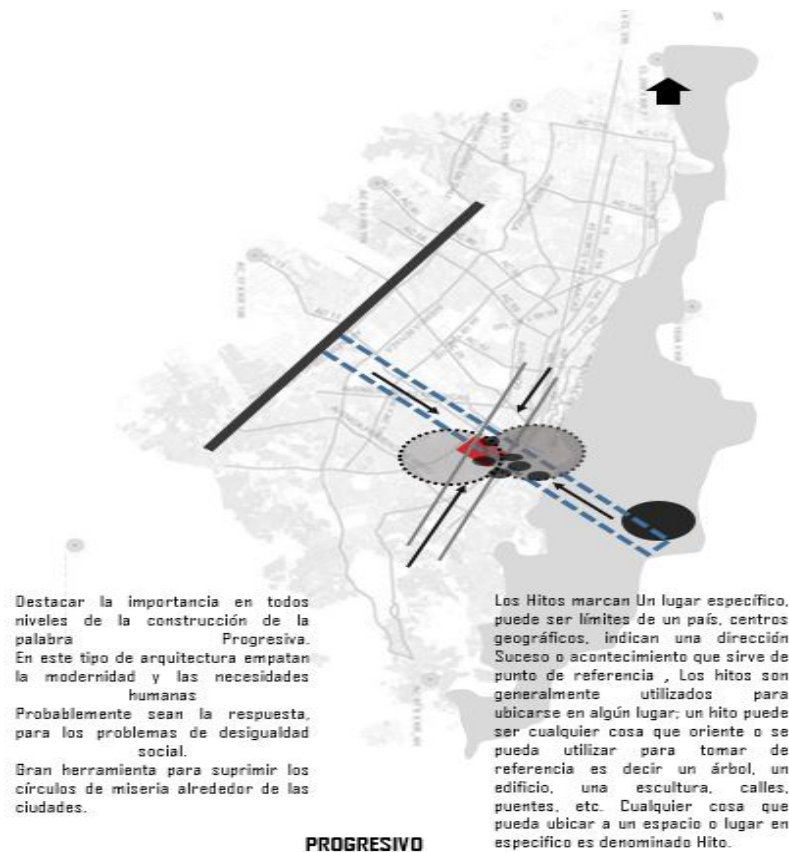 Destacar la importancia en todos
niveles de la construcción de la
palabra Progresiva.
En este tipo de arquitectura empatan
la modernidad y las necesidades
humanas
Probablemente sean la respuesta,
para los problemas de desigualdad
social.
Gran herramienta para suprimir los
círculos de miseria alrededor de las
ciudades.
Los Hitos marcan Un lugar específico,
puede ser límites de un país, centros
geográficos, indican una dirección
Suceso o acontecimiento que sirve de
punto de referencia , Los hitos son
generalmente utilizados para
ubicarse en algún lugar; un hito puede
ser cualquier cosa que oriente o se
pueda utilizar para tomar de
referencia es decir un árbol, un
edificio, una escultura, calles,
puentes, etc. Cualquier cosa que
pueda ubicar a un espacio o lugar en
especifico es denominado Hito.
PROGRESIVO